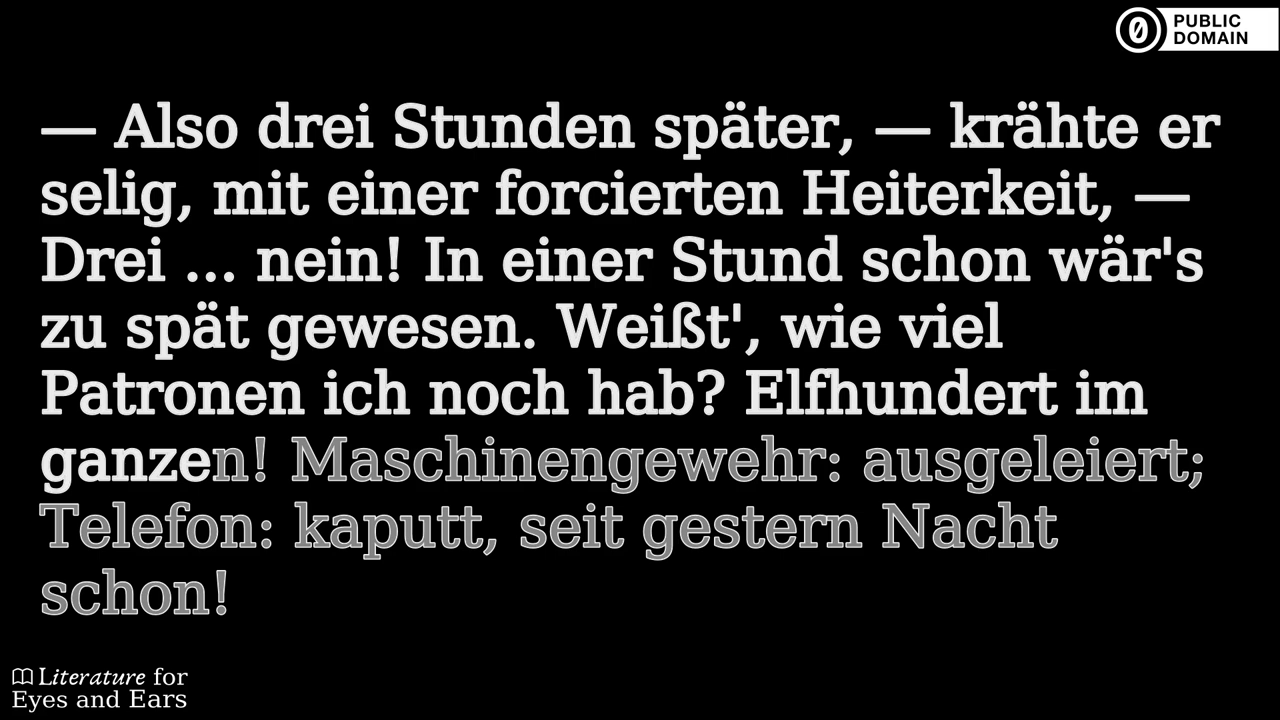 PUBLIC
DOMAIN
— Also drei Stunden später, — krähte er
selig, mit einer forcierten Heiterkeit, —
Drei ... nein! In einer Stund schon wär's
zu spät gewesen. Weißt', wie viel
Patronen ich noch hab? Elfhundert im
ganzen! Maschinengewehr: ausgeleiert;
Telefon: kaputt, seit gestern Nacht
schon!
Literature for
Eyes and Ears